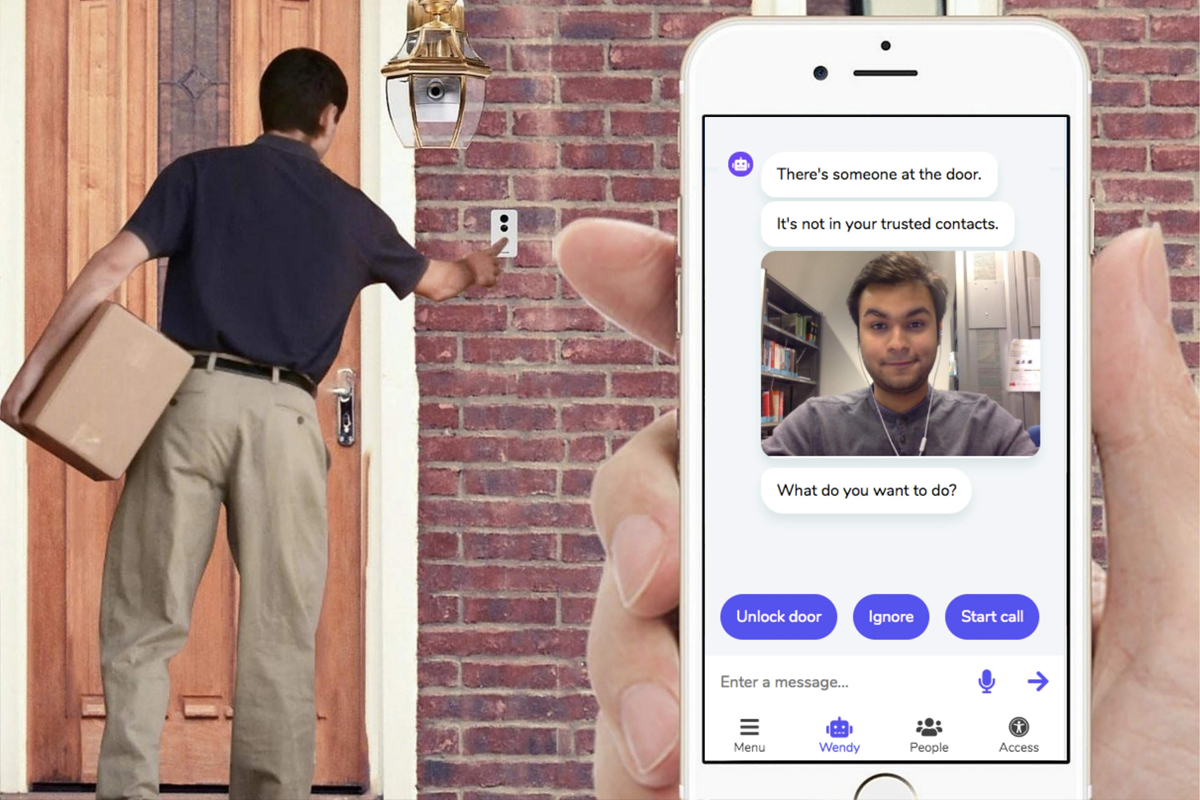 There's someone at the door.
It's not in your trusted contacts.
What do you want to do?
Unlock door
Ignore
Start call
Enter a message...
Menu
Wendy
People
Access